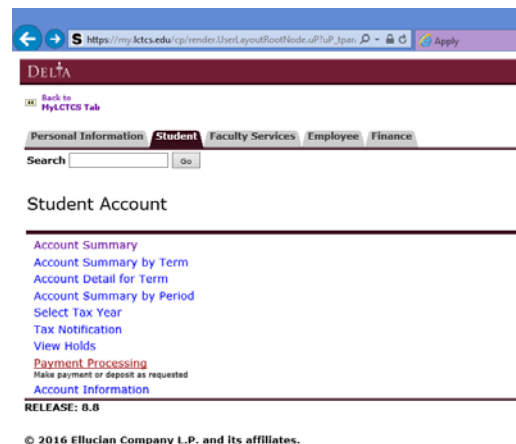 https://my.lctcs.edu/cp/render.UserLayoutRootNode.uP?uP_tpar
Apply
DELTA
Back to
MyLCTCS Tab
Personal Information Student Faculty Services Employee Finance
Search Go
Student Account
Account Summary
Account Summary by Term
Account Detail for Term
Account Summary by Period
Select Tax Year
Tax Notification
View Holds
Payment Processing
Make payment or deposit as requested
Account Information
RELEASE: 8.8
© 2016 Ellucian Company L.P. and its affiliates.